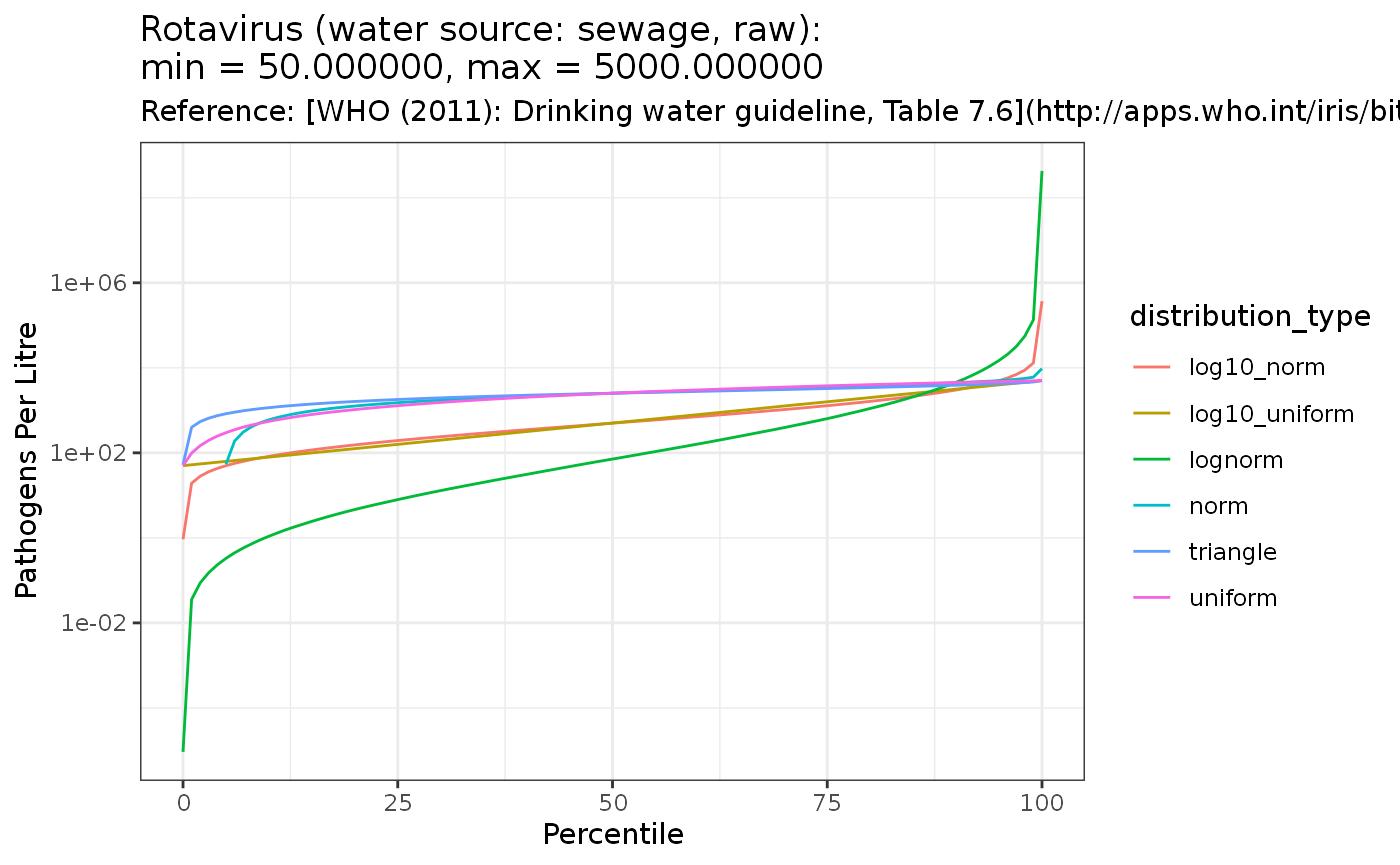 Rotavirus (water source: sewage, raw):
min = 50.000000, max = 5000.000000
Reference: [WHO (2011): Drinking water guideline, Table 7.6](http://apps.who.int/iris/bit
Pathogens Per Litre
1e+06
1e+02
1e-02
0 25 50 75 100
Percentile
distribution_type
log10_norm
log10_uniform
lognorm
norm
triangle
uniform